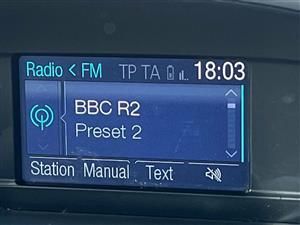 Radio < FM TP TA 18:03
BBC R2
Preset 2
Station Manual Text